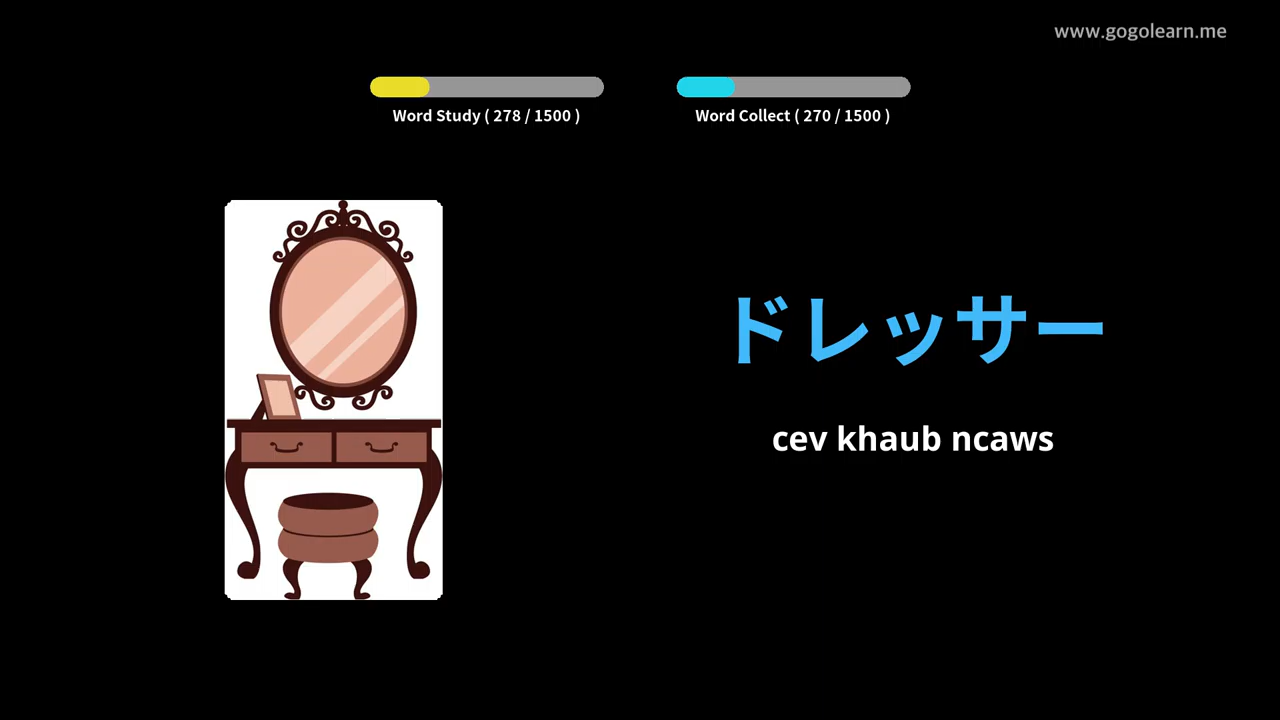 www.gogolearn.me
Word Study ( 278 / 1500 )
Word Collect ( 270 / 1500 )
ドレッサー
cev khaub ncaws